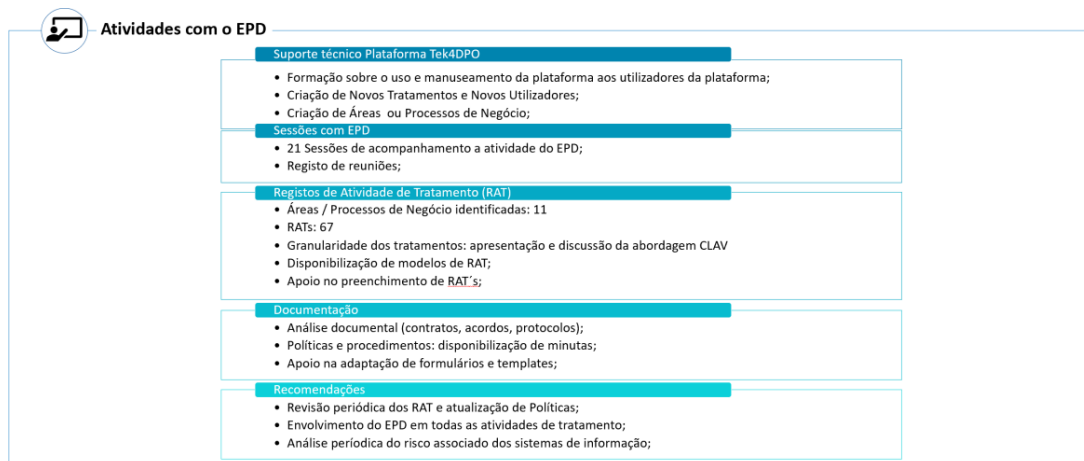 Atividades com o EPD
Suporte técnico Plataforma Tek4DPO
• Formação sobre o uso e manuseamento da plataforma aos utilizadores da plataforma;
• Criação de Novos Tratamentos e Novos Utilizadores;
• Criação de Áreas ou Processos de Negócio;
Sessões com EPD
• 21 Sessões de acompanhamento a atividade do EPD;
• Registo de reuniões;
Registos de Atividade de Tratamento (RAT)
• Áreas / Processos de Negócio identificadas: 11
• RATs: 67
• Granularidade dos tratamentos: apresentação e discussão da abordagem CLAV
• Disponibilização de modelos de RAT;
• Apoio no preenchimento de RAT´s;
Documentação
• Análise documental (contratos, acordos, protocolos);
• Políticas e procedimentos: disponibilização de minutas;
• Apoio na adaptação de formulários e templates;
Recomendações
• Revisão periódica dos RAT e atualização de Políticas;
• Envolvimento do EPD em todas as atividades de tratamento;
• Análise períodica do risco associado dos sistemas de informação;